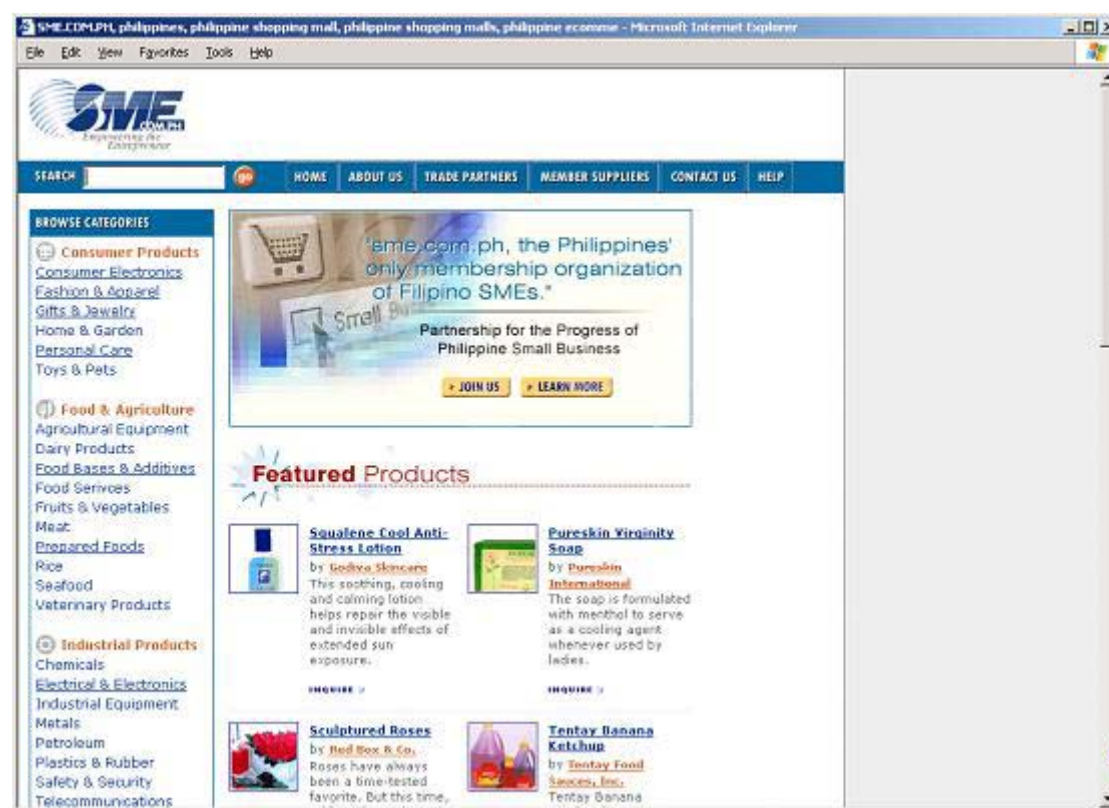 SME.COM.PH, philippines, philippine shopping mall, philippine shopping malls, philippine ecomme - Microsoft Internet Explorer
File Edit View Favorites Tools Help
SME.COM.PH
Empowering the
Entrepreneur
SEARCH go HOME ABOUT US TRADE PARTNERS MEMBER SUPPLIERS CONTACT US HELP
BROWSE CATEGORIES
Consumer Products
Consumer Electronics
Fashion & Apparel
Gifts & Jewelry
Home & Garden
Personal Care
Toys & Pets
Food & Agriculture
Agricultural Equipment
Dairy Products
Food Bases & Additives
Food Serivces
Fruits & Vegetables
Meat
Prepared Foods
Rice
Seafood
Veterinary Products
Industrial Products
Chemicals
Electrical & Electronics
Industrial Equipment
Metals
Petroleum
Plastics & Rubber
Safety & Security
Telecommunications
"sme.com.ph, the Philippines'
only membership organization
of Filipino SMEs."
Small Bu
Partnership for the Progress of
Philippine Small Business
JOIN US LEARN MORE
Featured Products
Squalene Cool Anti-
Stress Lotion
by Godiva Skincare
This soothing, cooling
and calming lotion
helps repair the visible
and invisible effects of
extended sun
exposure.
INQUIRE
Pureskin Virginity
Soap
by Pureskin
International
The soap is formulated
with menthol to serve
as a cooling agent
whenever used by
ladies.
INQUIRE
Sculptured Roses
by Red Box & Co.
Roses have always
been a time-tested
favorite. But this time,
Tentay Banana
Ketchup
by Tentay Food
Sauces, Inc.
Tentay Banana